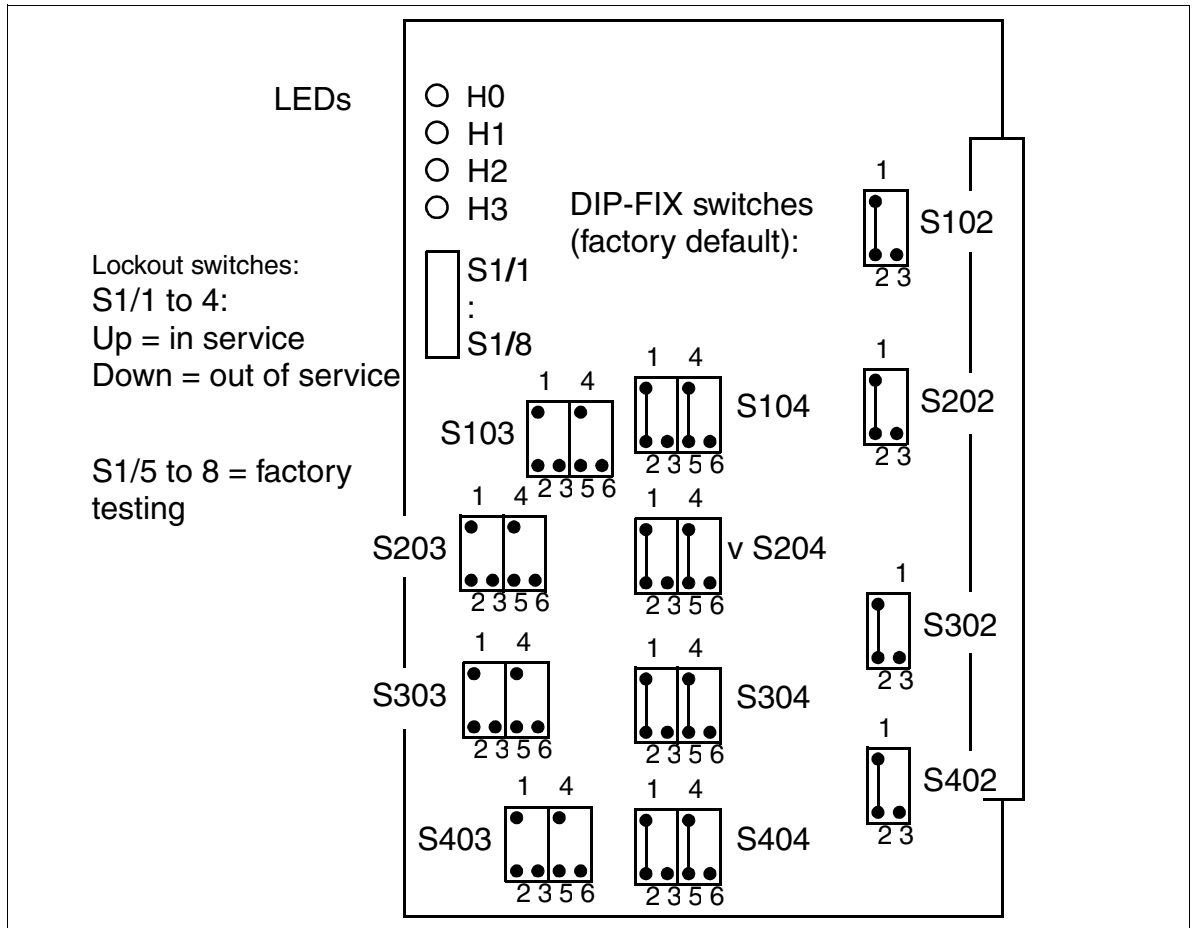 LEDs
H0
H1
H2
H3
DIP-FIX switches
(factory default):
1
S102
2 3
Lockout switches:
S1/1 to 4:
Up = in service
Down = out of service
S1/1
:
S1/8
1
S202
2 3
1 4
S103
2 3 5 6
1 4
S104
2 3 5 6
S1/5 to 8 = factory
testing
1 4
S203
2 3 5 6
1 4
v S204
2 3 5 6
1
S302
2 3
1 4
S303
2 3 5 6
1 4
S304
2 3 5 6
1
S402
2 3
1 4
S403
2 3 5 6
1 4
S404
2 3 5 6